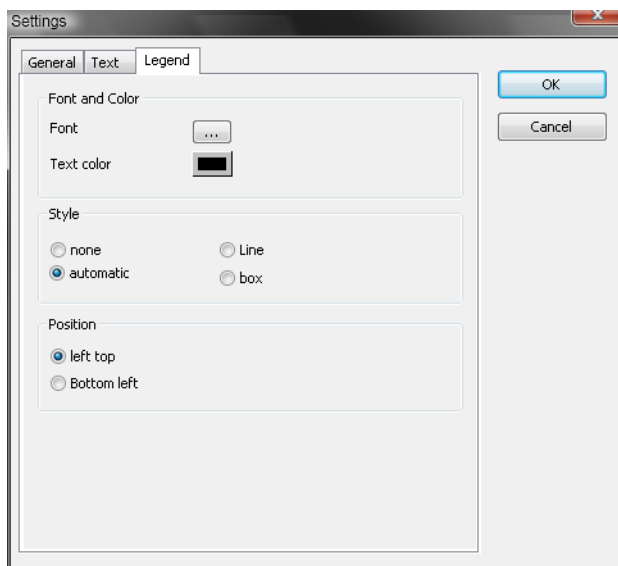 Settings
General Text Legend
OK
Cancel
Font and Color
Font ...
Text color
Style
none Line
automatic box
Position
left top
Bottom left